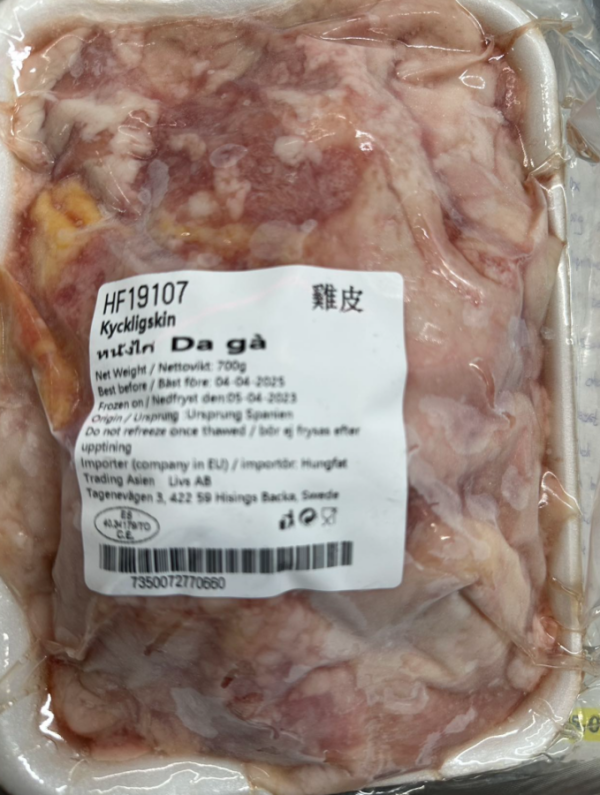 HF19107
雞皮
Kyckligskin
หนังไก่ Da gà
Net Weight / Nettovikt: 700g
Best before / Bäst före: 04-04-2025
Frozen on / Nedfryst den:05-04-2023
Origin / Ursprung :Ursprung Spanien
Do not refreeze once thawed / bör ej frysas efter
upptining
Importer (company in EU) / importör: Hungfat
Trading Asien Livs AB
Tagenevägen 3, 422 59 Hisings Backa, Swede
ES
C.E.
7350072770660